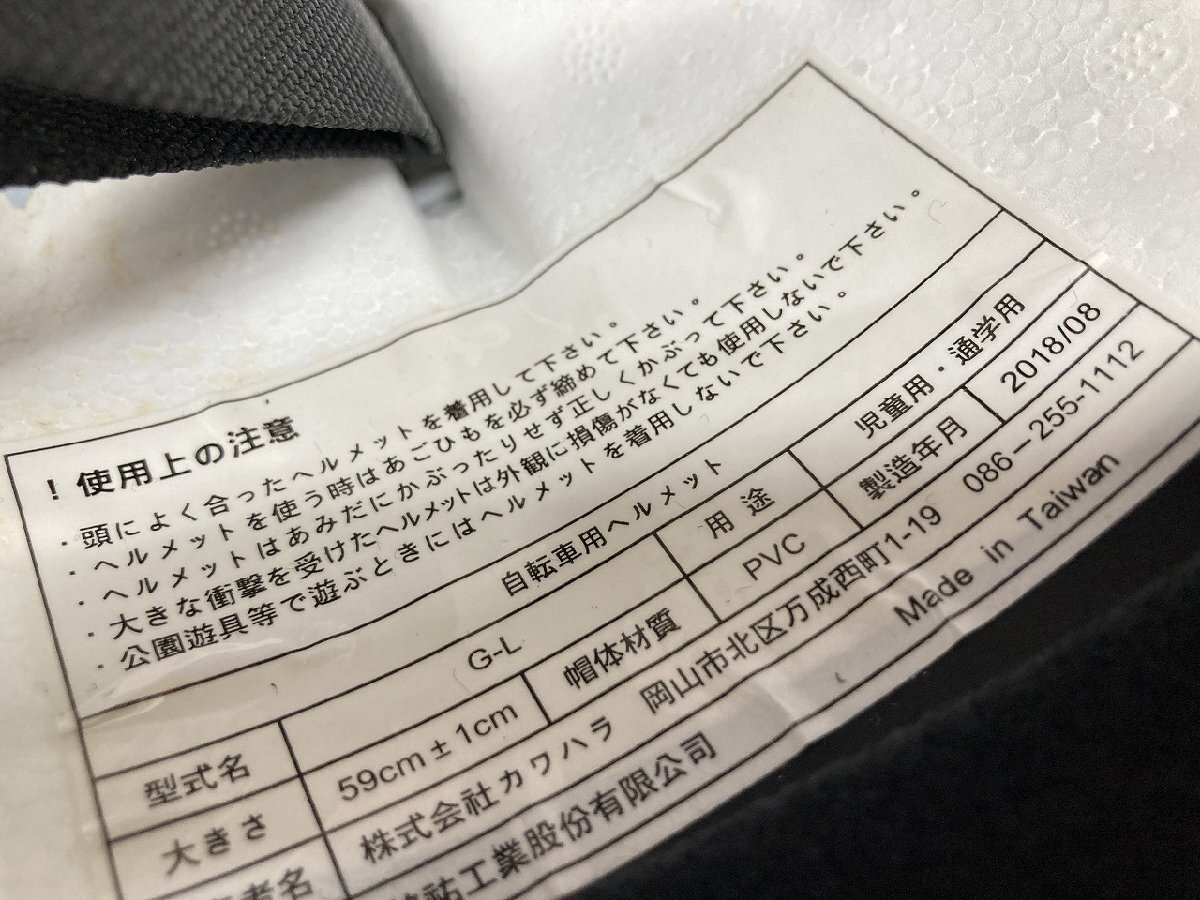 ! 使用上の注意
・頭によく合ったヘルメットを着用して下さい。
・ヘルメットを使う時はあごひもを必ず締めて下さい。
・ヘルメットはあみだにかぶったりせず正しくかぶって下さい。
・大きな衝撃を受けたヘルメットは外観に損傷がなくても使用しないで下さい。
・公園遊具等で遊ぶときにはヘルメットを着用しないで下さい。
自転車用ヘルメット
型式名 G-L 用途 児童用・通学用
大きさ 59cm±1cm 帽体材質 PVC 製造年月 2018/08
者名 株式会社カワハラ 岡山市北区万成西町1-19 086-255-1112
祐工業股份有限公司 Made in Taiwan